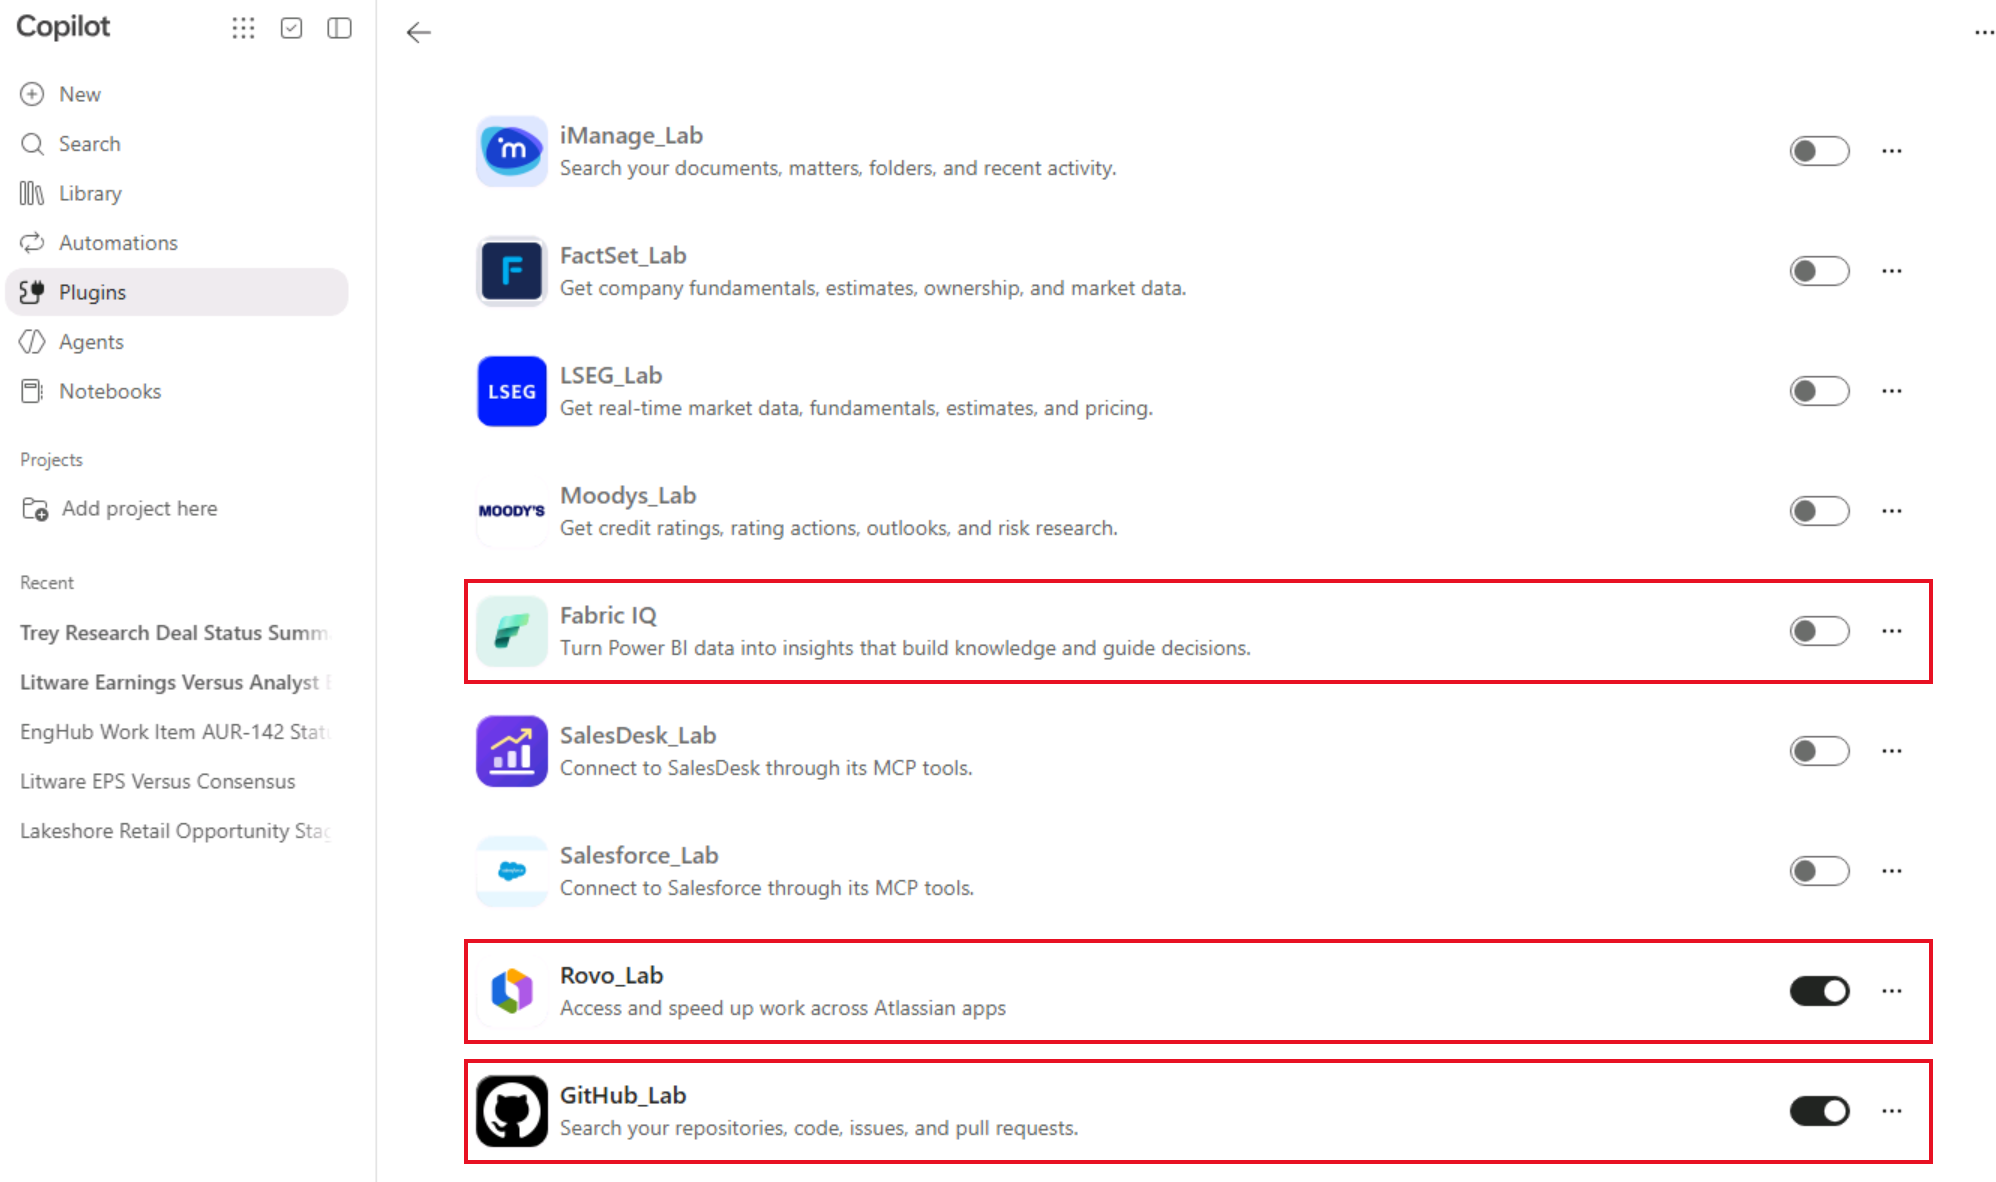 Copilot
New
Search
Library
Automations
Plugins
Agents
Notebooks
Projects
Add project here
Recent
Trey Research Deal Status Summ
Litware Earnings Versus Analyst
EngHub Work Item AUR-142 Statu
Litware EPS Versus Consensus
Lakeshore Retail Opportunity Stag
iManage_Lab
Search your documents, matters, folders, and recent activity.
F
FactSet_Lab
Get company fundamentals, estimates, ownership, and market data.
LSEG
LSEG_Lab
Get real-time market data, fundamentals, estimates, and pricing.
MOODY'S
Moodys_Lab
Get credit ratings, rating actions, outlooks, and risk research.
Fabric IQ
Turn Power BI data into insights that build knowledge and guide decisions.
SalesDesk_Lab
Connect to SalesDesk through its MCP tools.
Salesforce_Lab
Connect to Salesforce through its MCP tools.
Rovo_Lab
Access and speed up work across Atlassian apps
GitHub_Lab
Search your repositories, code, issues, and pull requests.